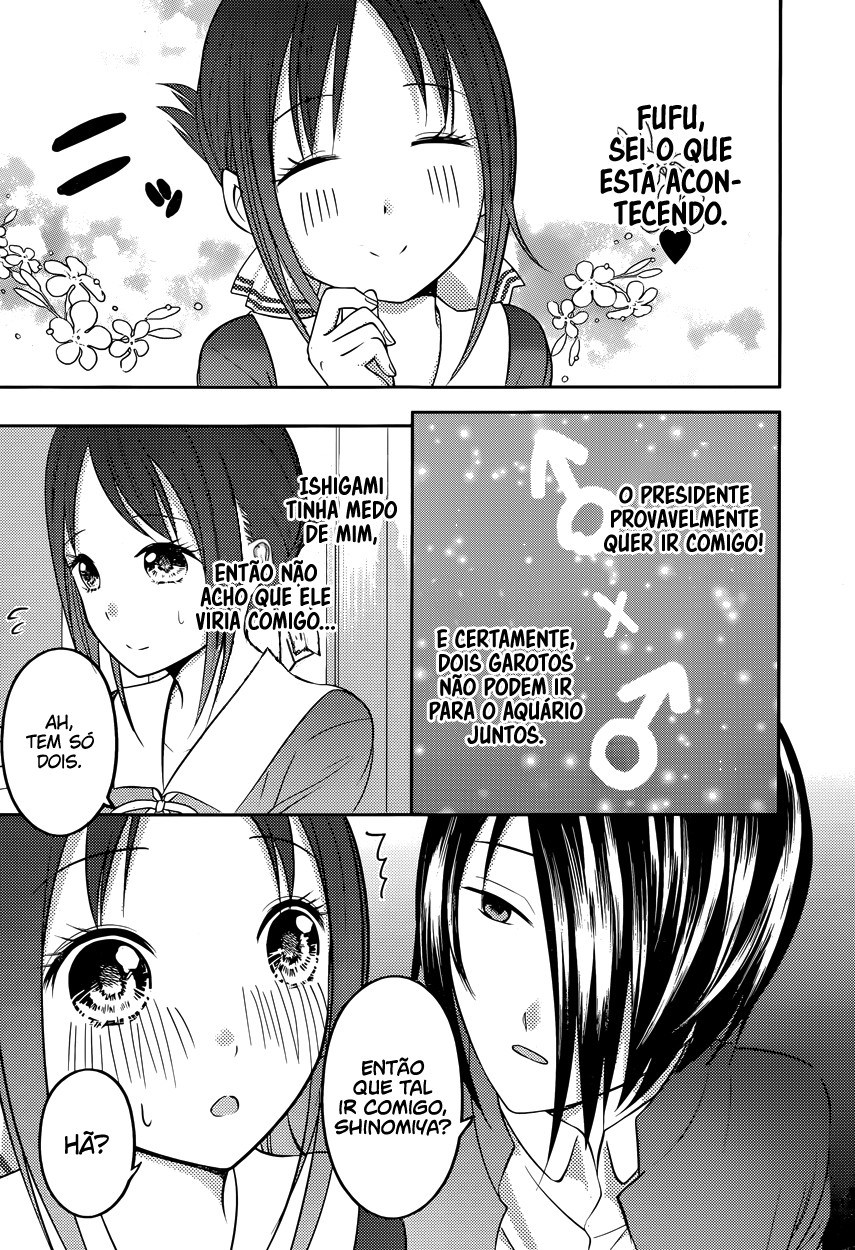 FUFU,
SEI O QUE
ESTÁ ACON-
TECENDO.
O PRESIDENTE
PROVAVELMENTE
QUER IR COMIGO!
E CERTAMENTE,
DOIS GAROTOS
NÃO PODEM IR
PARA O AQUÁRIO
JUNTOS.
ISHIGAMI
TINHA MEDO
DE MIM,
ENTÃO NÃO
ACHO QUE ELE
VIRIA COMIGO...
AH,
TEM SÓ
DOIS.
ENTÃO
QUE TAL
IR COMIGO,
SHINOMIYA?
HÃ?